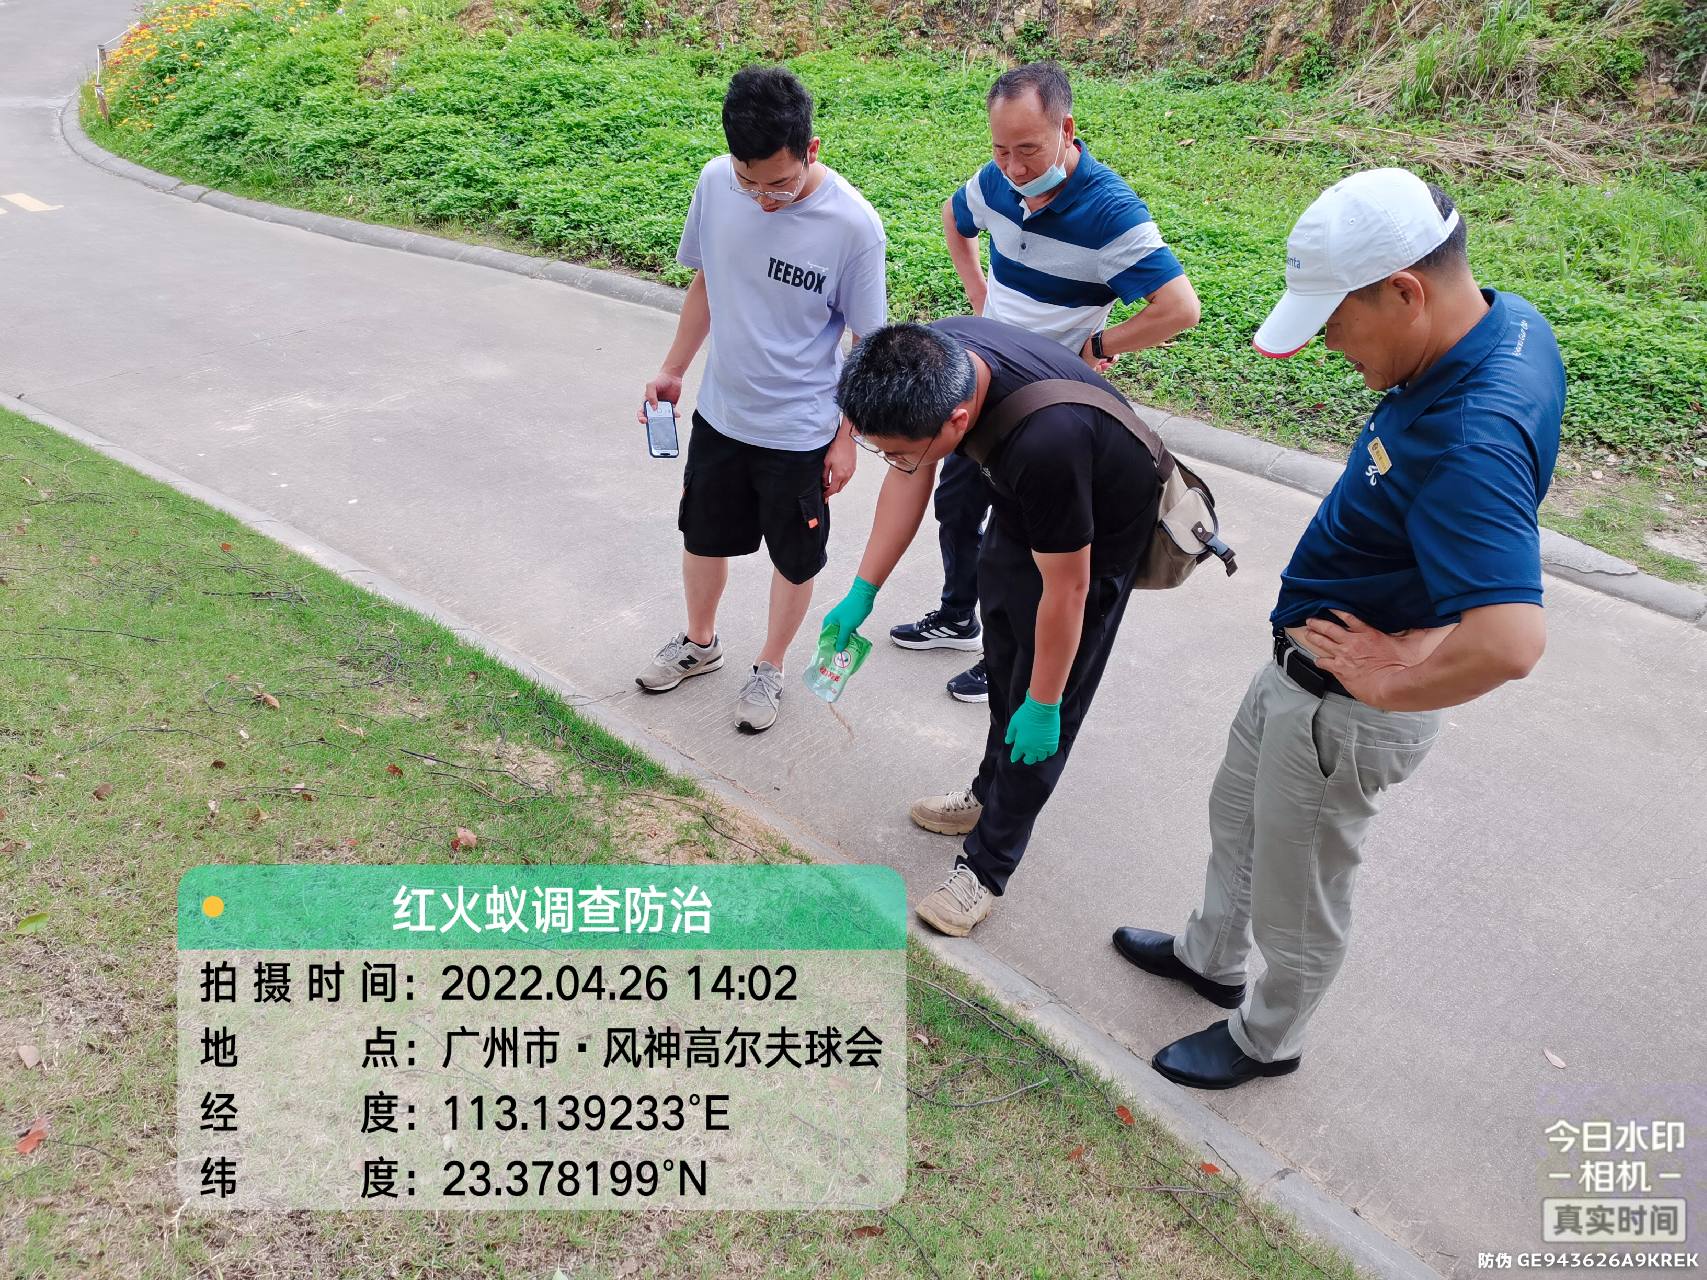 TEEBOX
红火蚁调查防治
拍摄时间：2022.04.26 14:02
地点：广州市·风神高尔夫球会
经度：113.139233°E
纬度：23.378199°N
今日水印
相机
真实时间
防伪 GE943626A9KREK